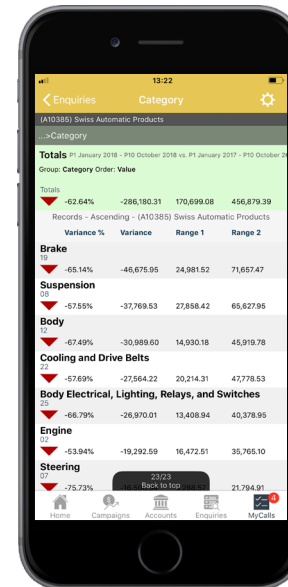 13:22
Enquiries Category
(A10385) Swiss Automatic Products
...>Category
Totals P1 January 2018 - P10 October 2018 vs. P1 January 2017 - P10 October
Group: Category Order: Value
Totals
-62.64% -286,180.31 170,699.08 456,879.39
Records - Ascending - (A10385) Swiss Automatic Products
Variance % Variance Range 1 Range 2
Brake
19
-65.14% -46,675.95 24,981.52 71,657.47
Suspension
08
-57.55% -37,769.53 27,858.42 65,627.95
Body
12
-67.49% -30,989.60 14,930.18 45,919.78
Cooling and Drive Belts
22
-57.69% -27,564.22 20,214.31 47,778.53
Body Electrical, Lighting, Relays, and Switches
25
-66.79% -26,970.01 13,408.94 40,378.95
Engine
02
-53.94% -19,292.59 16,472.51 35,765.10
Steering
07
23/23
-75.73% 21,794.91
Back to top
4
Home Campaigns Accounts Enquiries MyCalls